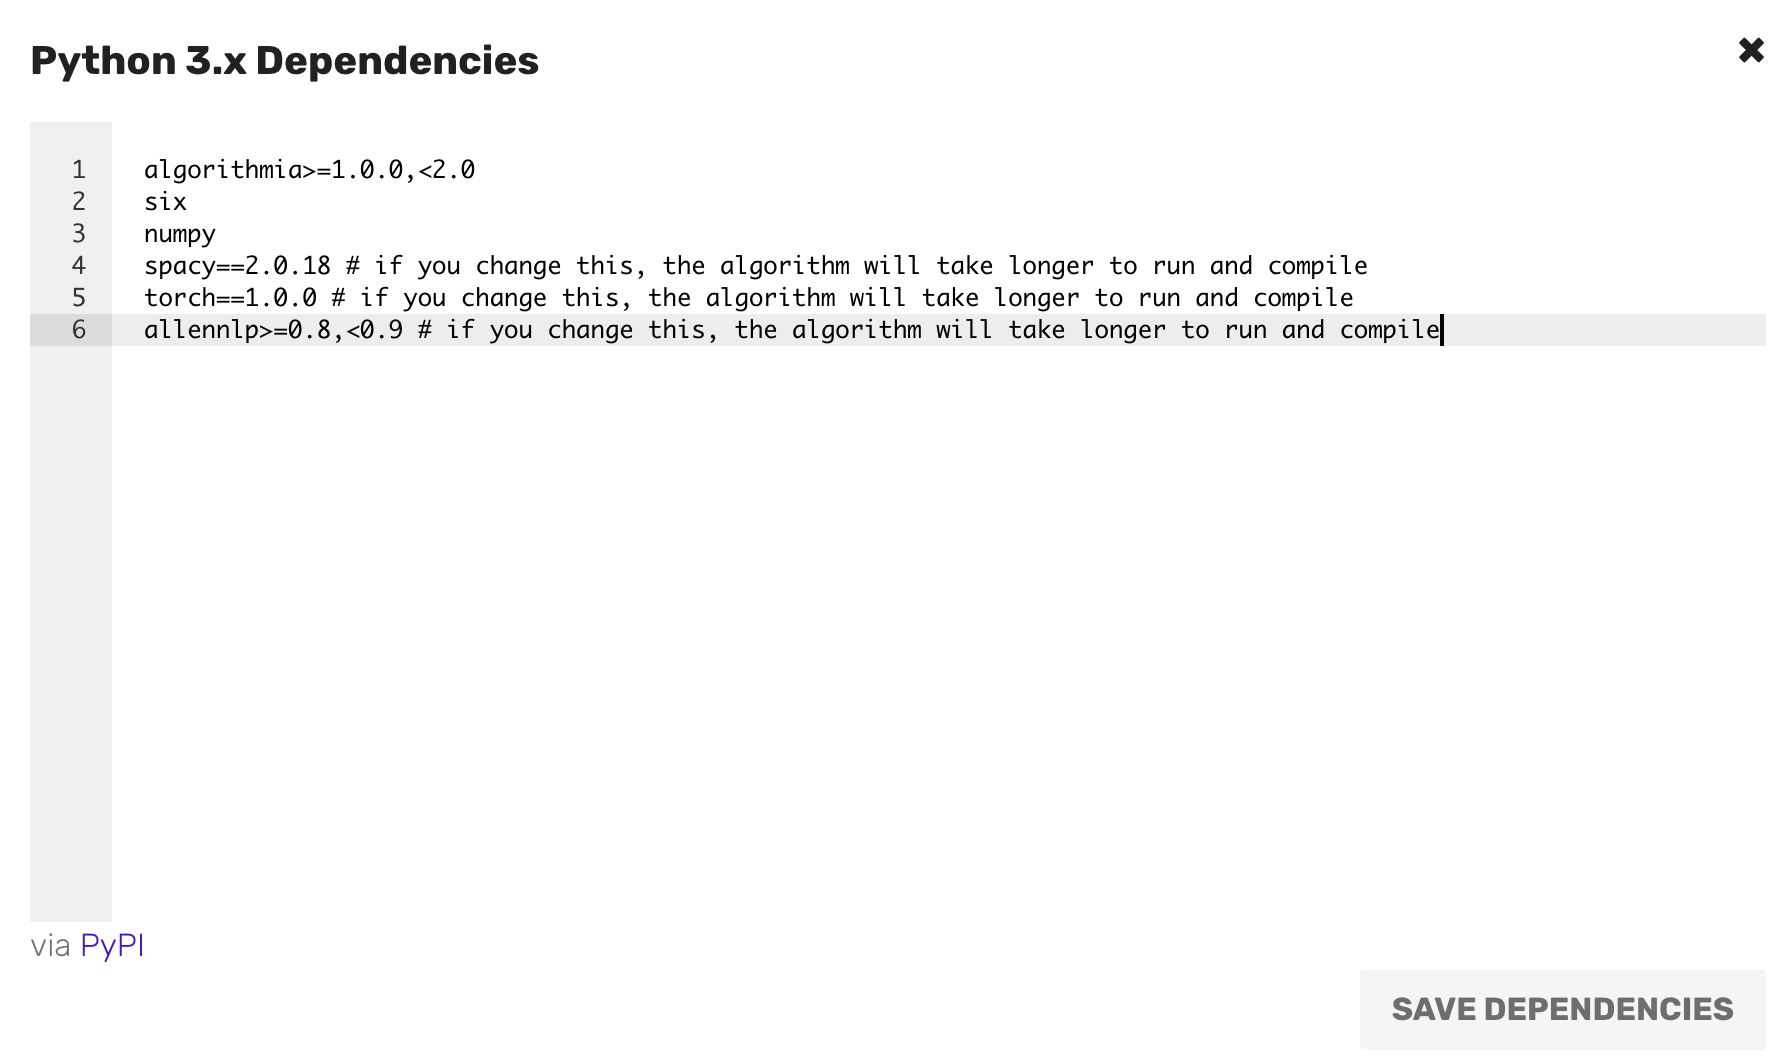 Python 3.x Dependencies
1 algorithmia>=1.0.0,<2.0
2 six
3 numpy
4 spacy==2.0.18 # if you change this, the algorithm will take longer to run and compile
5 torch==1.0.0 # if you change this, the algorithm will take longer to run and compile
6 allennlp>=0.8,<0.9 # if you change this, the algorithm will take longer to run and compile
via PyPI
SAVE DEPENDENCIES